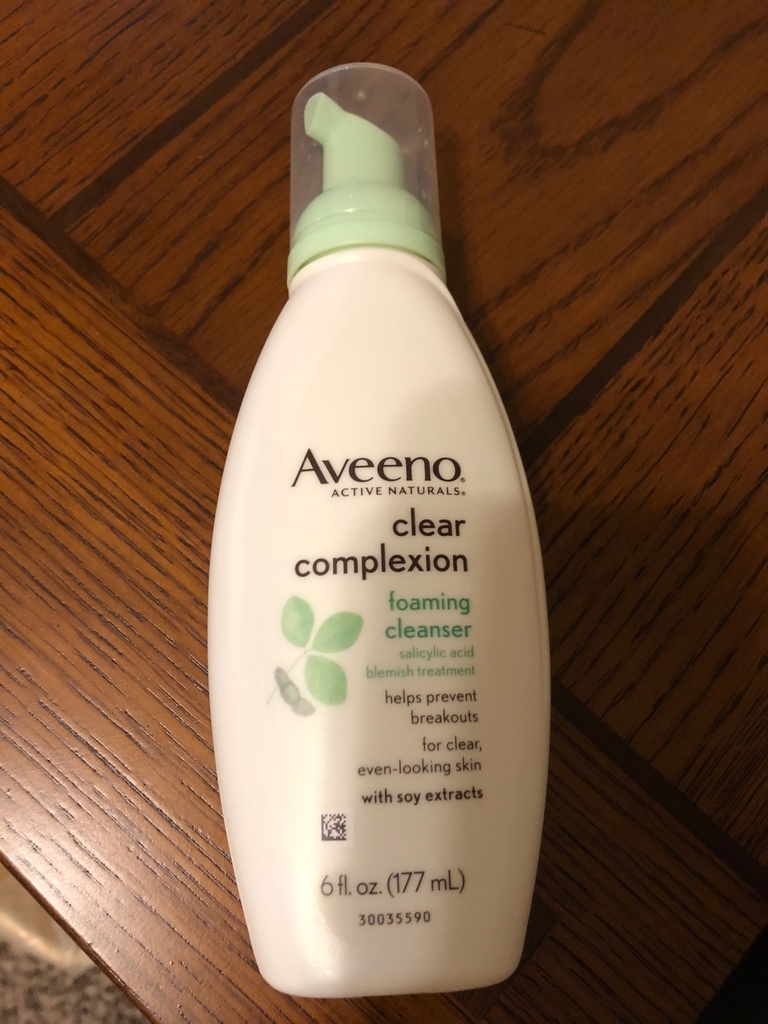 Aveeno®
ACTIVE NATURALS®
clear
complexion
foaming
cleanser
salicylic acid
blemish treatment
helps prevent
breakouts
for clear,
even-looking skin
with soy extracts
6 fl. oz. (177 mL)
30035590